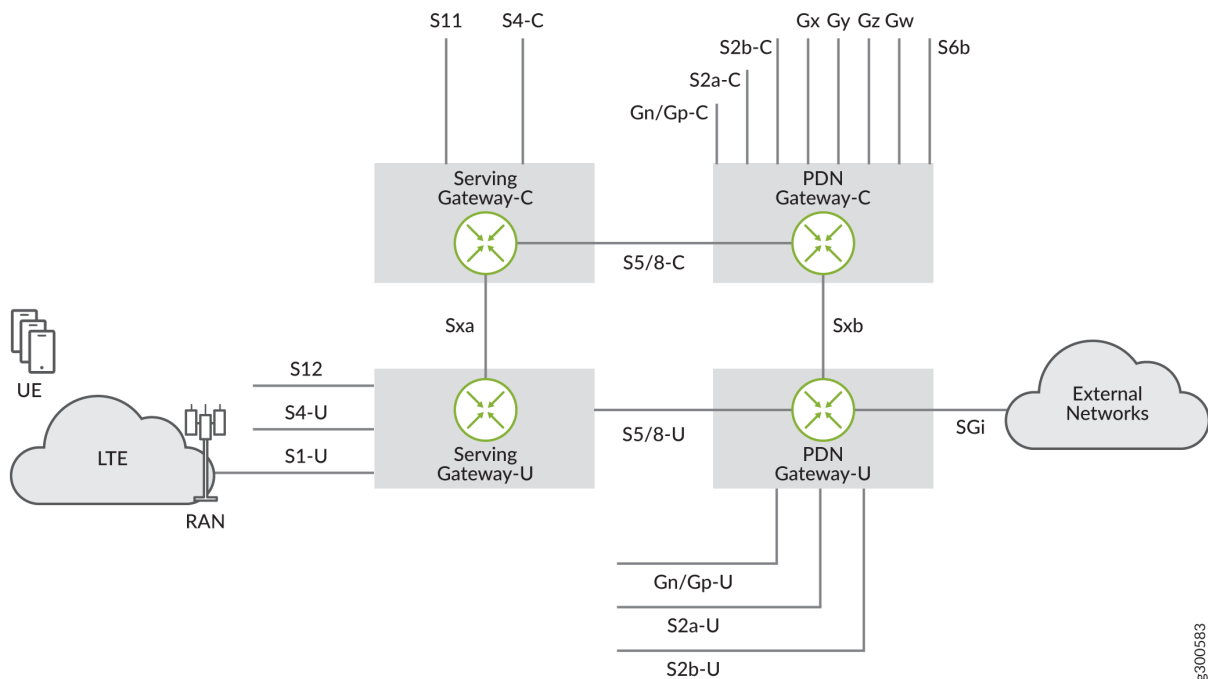 S11
S4-C
Gx Gy Gz Gw
S2b-C
S6b
S2a-C
Gn/Gp-C
Serving
Gateway-C
PDN
Gateway-C
S5/8-C
Sxa
Sxb
UE
S12
S4-U
LTE
S1-U
RAN
Serving
Gateway-U
S5/8-U
PDN
Gateway-U
SGi
External
Networks
Gn/Gp-U
S2a-U
S2b-U
g300583